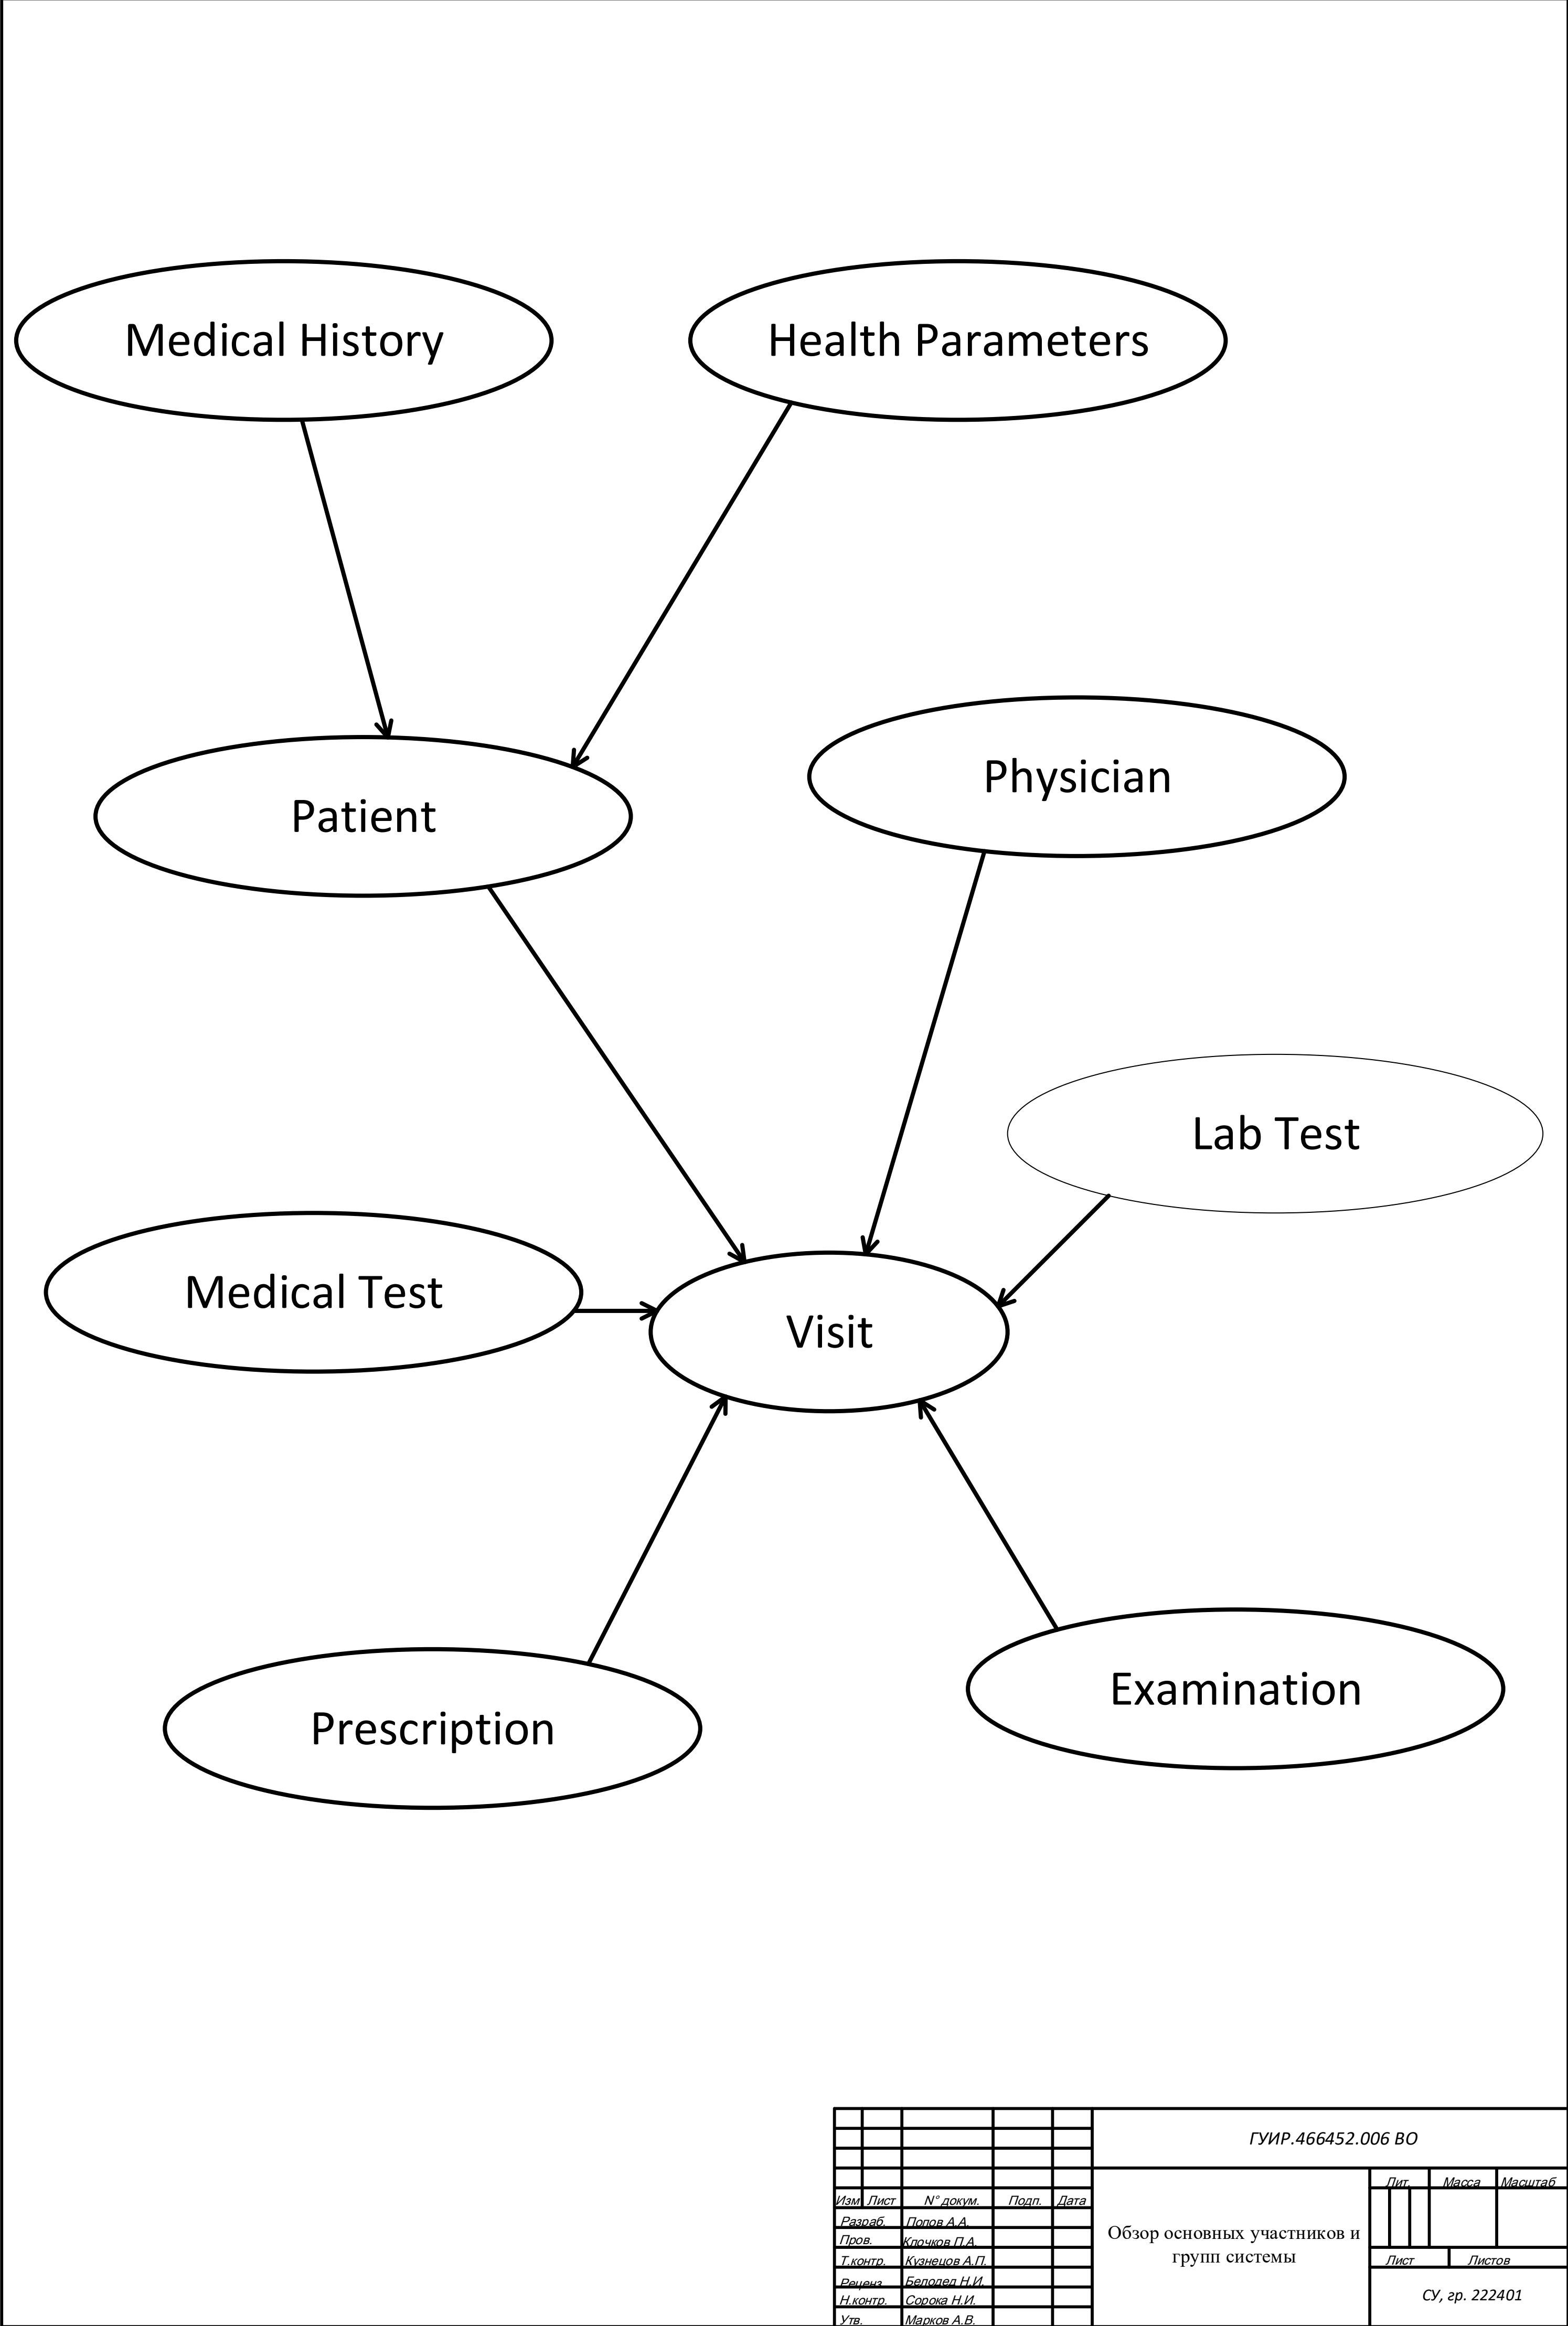 Medical History
Health Parameters
Physician
Patient
Lab Test
Medical Test
Visit
Examination
Prescription
ГУИР.466452.006 ВО
Лит.
Масса
Масштаб
Изм
Лист
N° докум.
Подп.
Дата
Разраб.
Попов А.А.
Пров.
Клочков П.А.
Обзор основных участников и
групп системы
Т.контр.
Кузнецов А.П.
Лист
Листов
Реценз.
Белодед Н.И.
Н.контр.
Сорока Н.И.
СУ, гр. 222401
Утв.
Марков А.В.